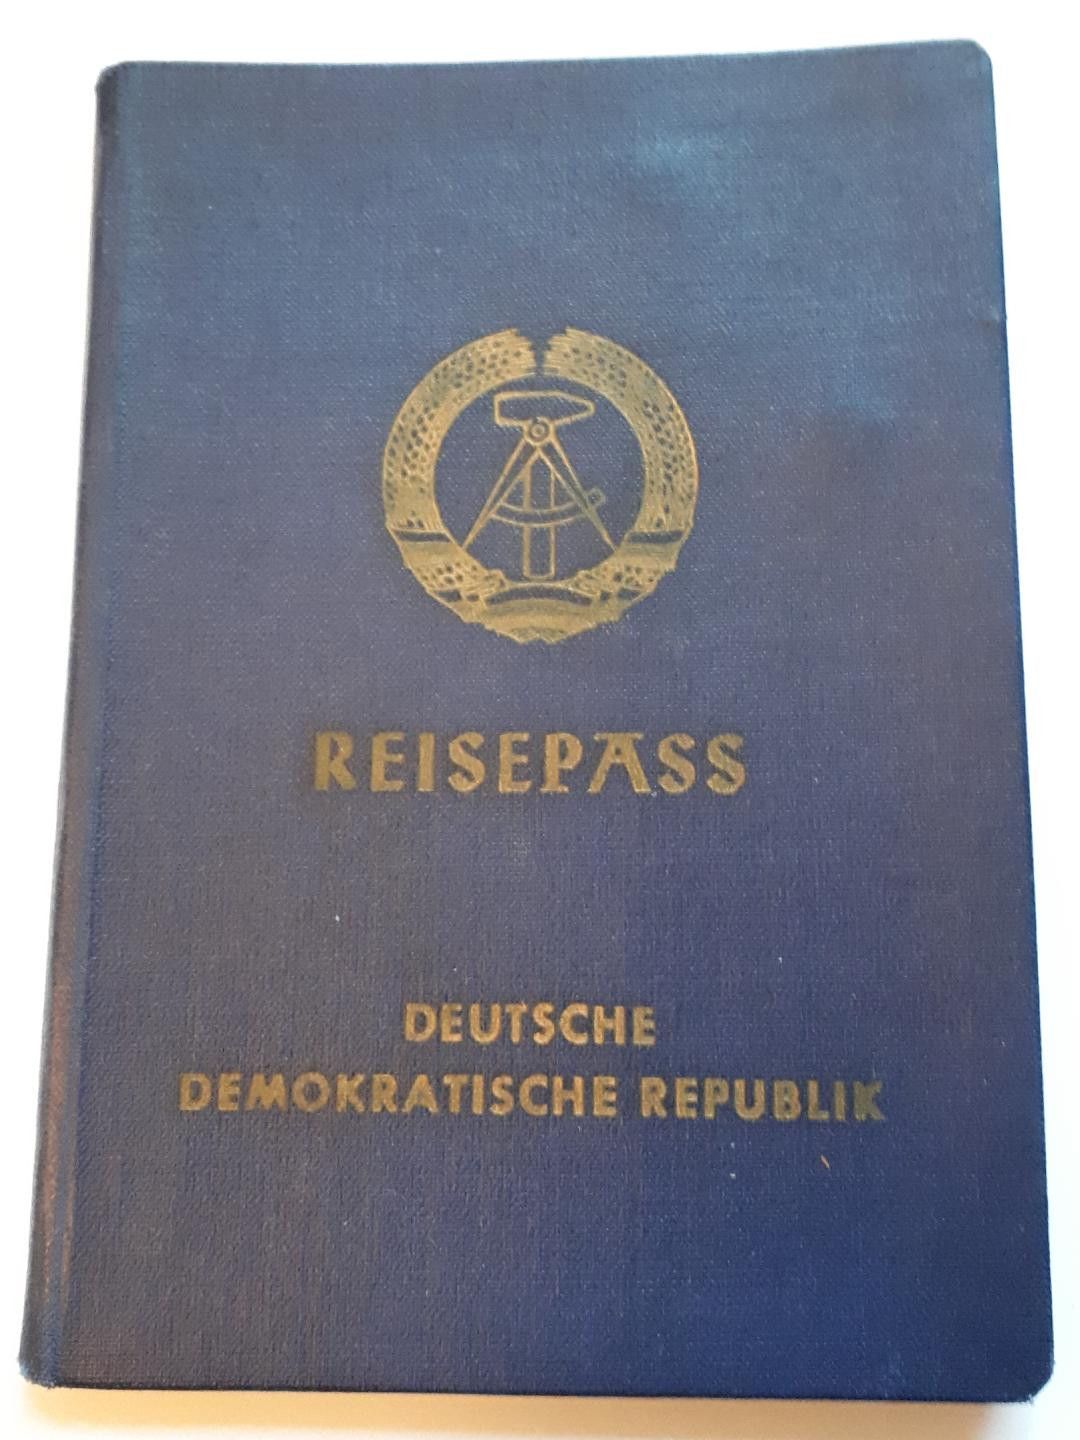 REISEPASS
DEUTSCHE
DEMOKRATISCHE REPUBLIK